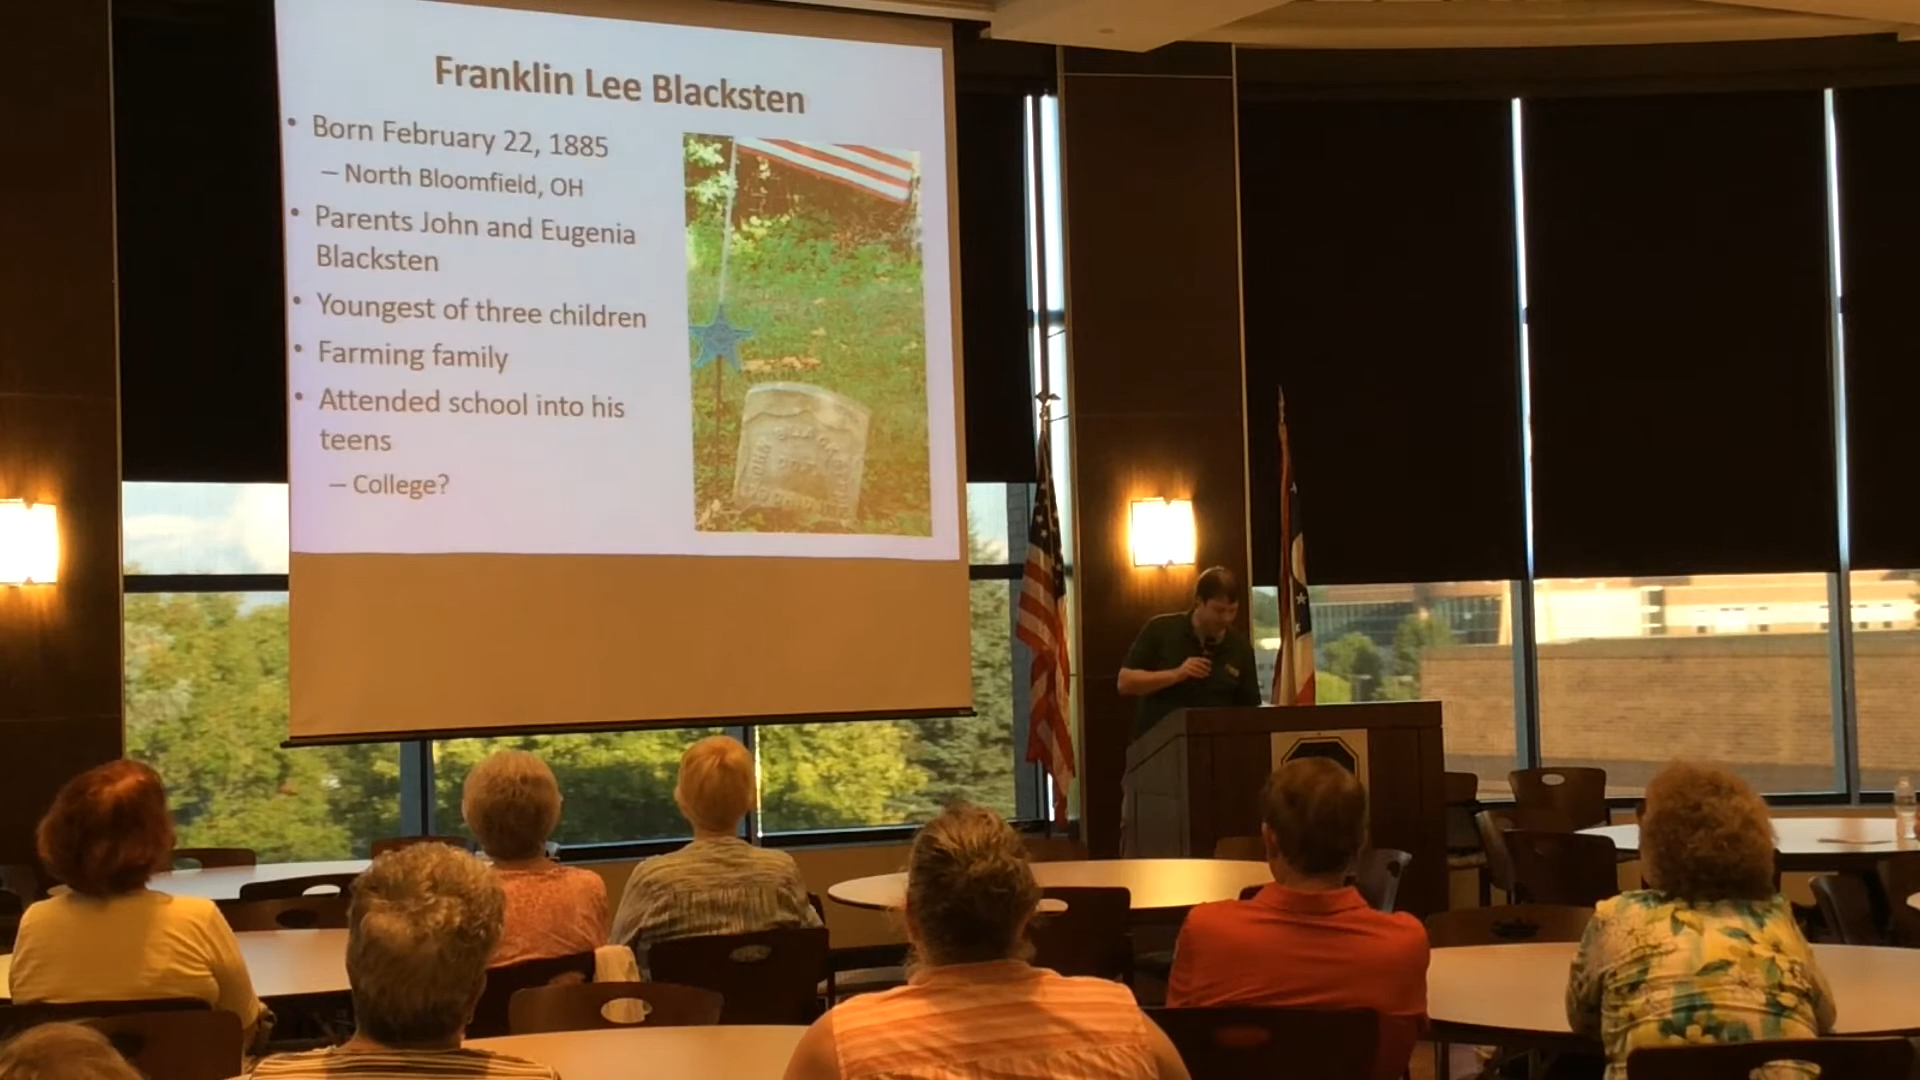 Franklin Lee Blacksten
• Born February 22, 1885
– North Bloomfield, OH
• Parents John and Eugenia
Blacksten
• Youngest of three children
• Farming family
• Attended school into his
teens
– College?